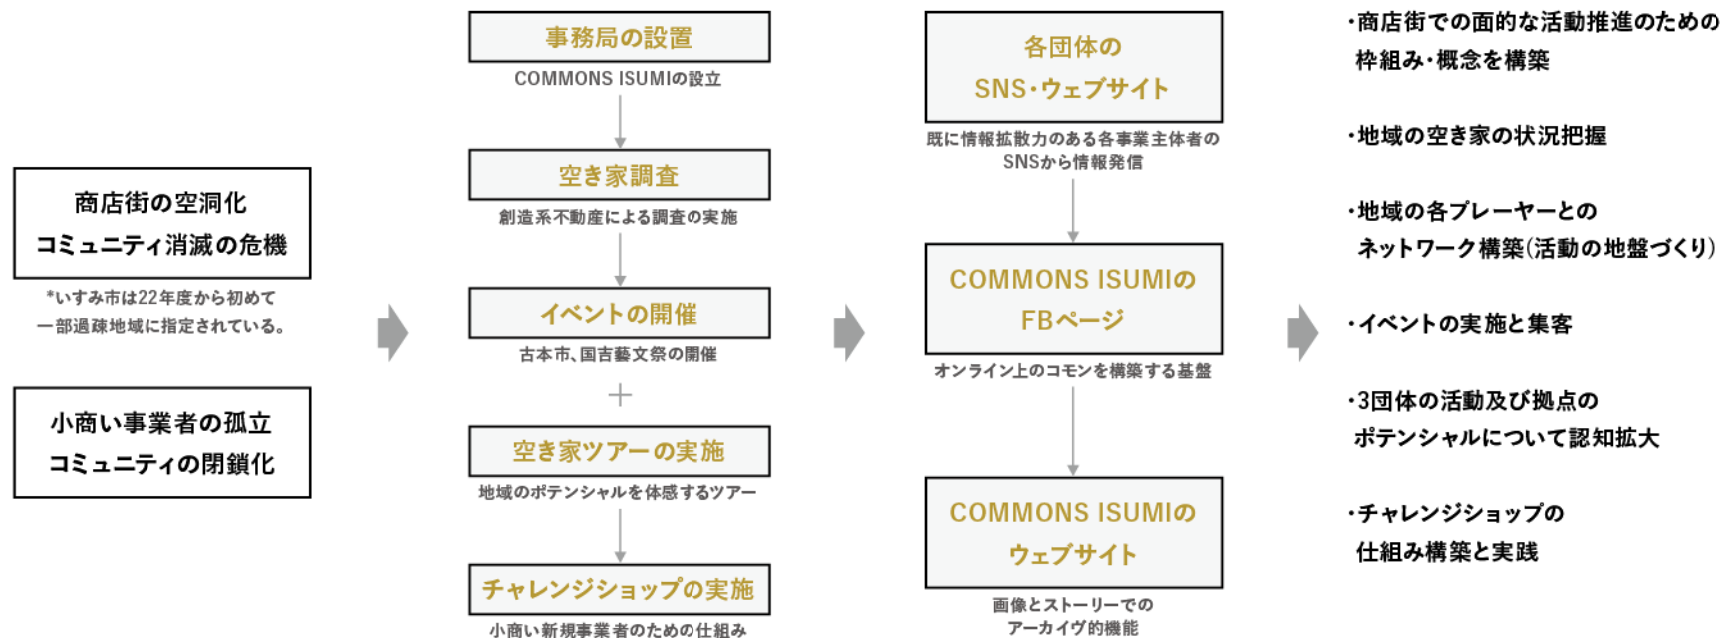 商店街の空洞化
コミュニティ消滅の危機
*いすみ市は22年度から初めて
一部過疎地域に指定されている。
小商い事業者の孤立
コミュニティの閉鎖化
事務局の設置
COMMONS ISUMIの設立
空き家調査
創造系不動産による調査の実施
イベントの開催
古本市、国吉藝文祭の開催
+
空き家ツアーの実施
地域のポテンシャルを体感するツアー
チャレンジショップの実施
小商い新規事業者のための仕組み
各団体の
SNS・ウェブサイト
既に情報拡散力のある各事業主体者の
SNSから情報発信
COMMONS ISUMIの
FBページ
オンライン上のコモンを構築する基盤
COMMONS ISUMIの
ウェブサイト
画像とストーリーでの
アーカイヴ的機能
・商店街での面的な活動推進のための
枠組み・概念を構築
・地域の空き家の状況把握
・地域の各プレーヤーとの
ネットワーク構築(活動の地盤づくり)
・イベントの実施と集客
・3団体の活動及び拠点の
ポテンシャルについて認知拡大
・チャレンジショップの
仕組み構築と実践